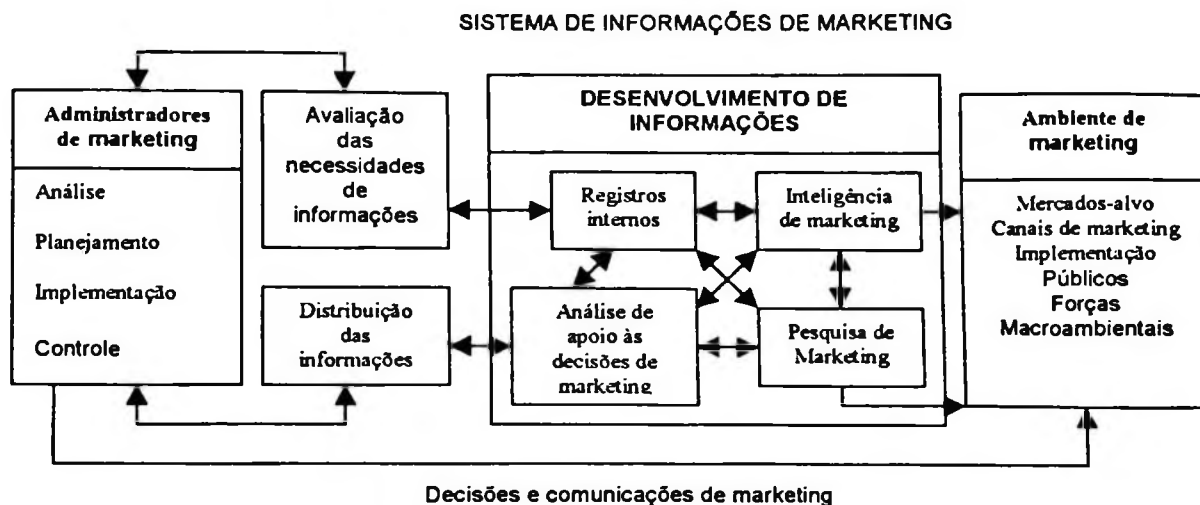 SISTEMA DE INFORMAÇÕES DE MARKETING
Administradores
de marketing
Análise
Planejamento
Implementação
Controle
Avaliação
das
necessidades
de
informações
Distribuição
das
informações
DESENVOLVIMENTO DE
INFORMAÇÕES
Registros
internos
Inteligência
de marketing
Análise de
apoio às
decisões de
marketing
Pesquisa de
Marketing
Ambiente de
marketing
Mercados-alvo
Canais de marketing
Implementação
Públicos
Forças
Macroambientais
Decisões e comunicações de marketing